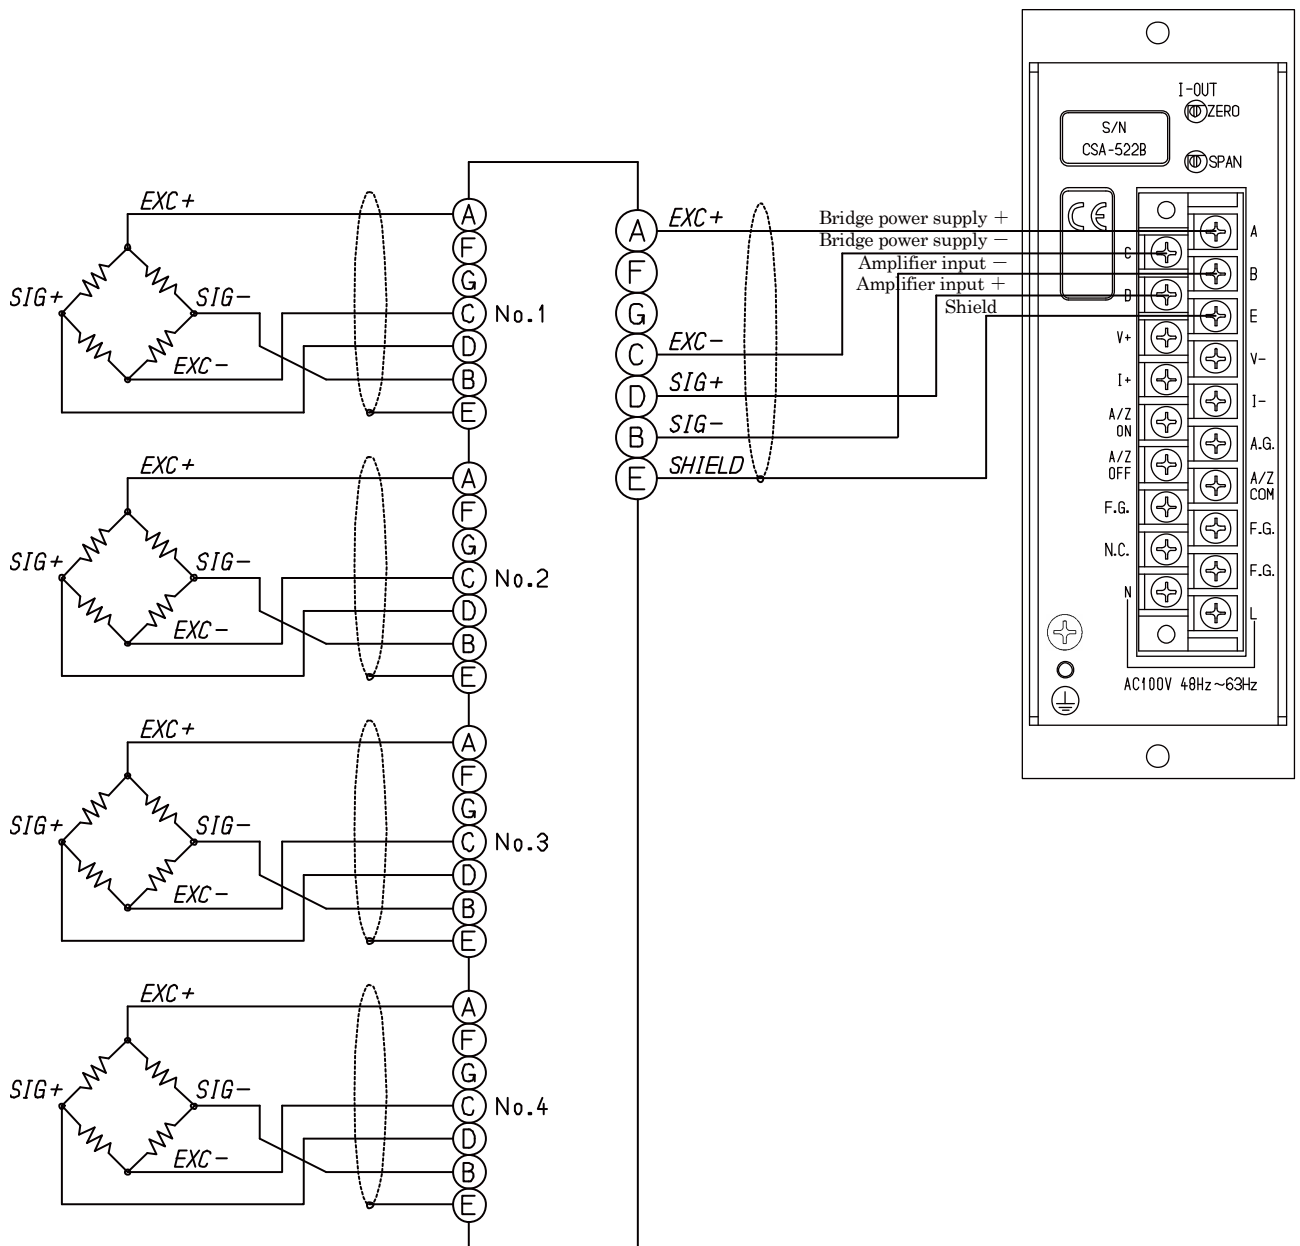 I-OUT
ZERO
S/N
CSA-522B
SPAN
CE
EXC+
SIG+
SIG-
EXC-
A
F
G
C
D
B
E
No.1
EXC+
SIG+
SIG-
EXC-
A
F
G
C
D
B
E
No.2
EXC+
SIG+
SIG-
EXC-
A
F
G
C
D
B
E
No.3
EXC+
SIG+
SIG-
EXC-
A
F
G
C
D
B
E
No.4
A
F
G
C
D
B
E
EXC+
EXC-
SIG+
SIG-
SHIELD
Bridge power supply +
Bridge power supply −
Amplifier input −
Amplifier input +
Shield
A
C
B
D
E
V+
V-
I+
I-
A/Z
ON
A.G.
A/Z
OFF
A/Z
COM
F.G.
F.G.
N.C.
F.G.
N
L
AC100V 48Hz~63Hz